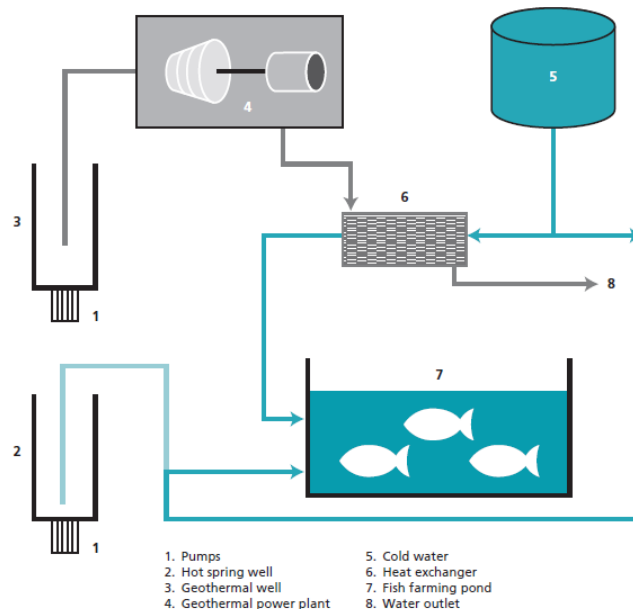 4
5
6
3
8
1
7
2
1
1. Pumps
2. Hot spring well
3. Geothermal well
4. Geothermal power plant
5. Cold water
6. Heat exchanger
7. Fish farming pond
8. Water outlet